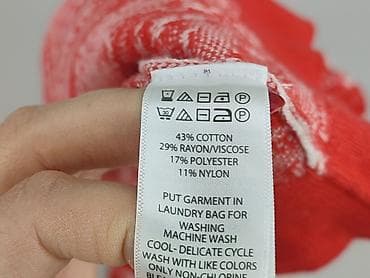 43% COTTON
29% RAYON/VISCOSE
17% POLYESTER
11% NYLON
PUT GARMENT IN
LAUNDRY BAG FOR
WASHING
MACHINE WASH
COOL- DELICATE CYCLE
WASH WITH LIKE COLORS
ONLY NON-CHLORINE